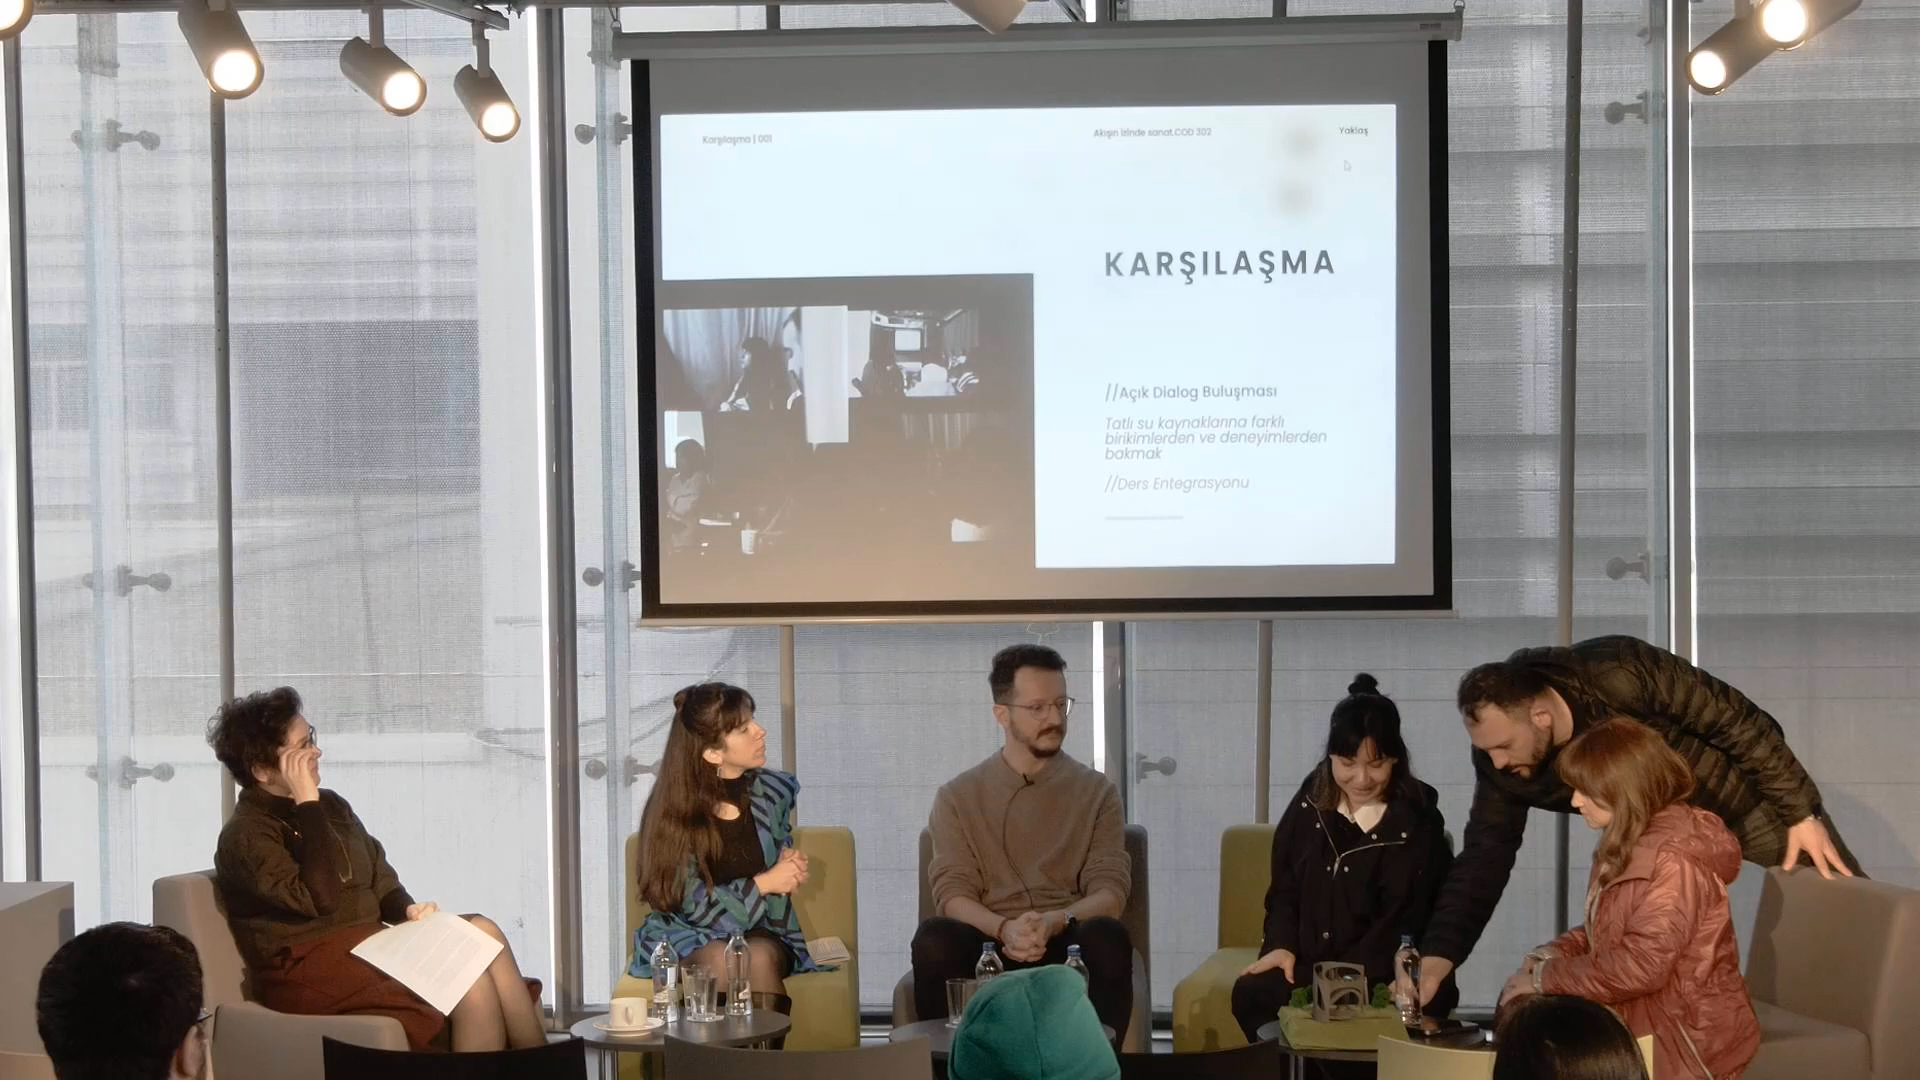 Karşılaşma | 001
Akışın İzinde sanat.COD 302
Yaklaş
KARŞILAŞMA
//Açık Dialog Buluşması
Tatlı su kaynaklarına farklı
birikimlerden ve deneyimlerden
bakmak
//Ders Entegrasyonu